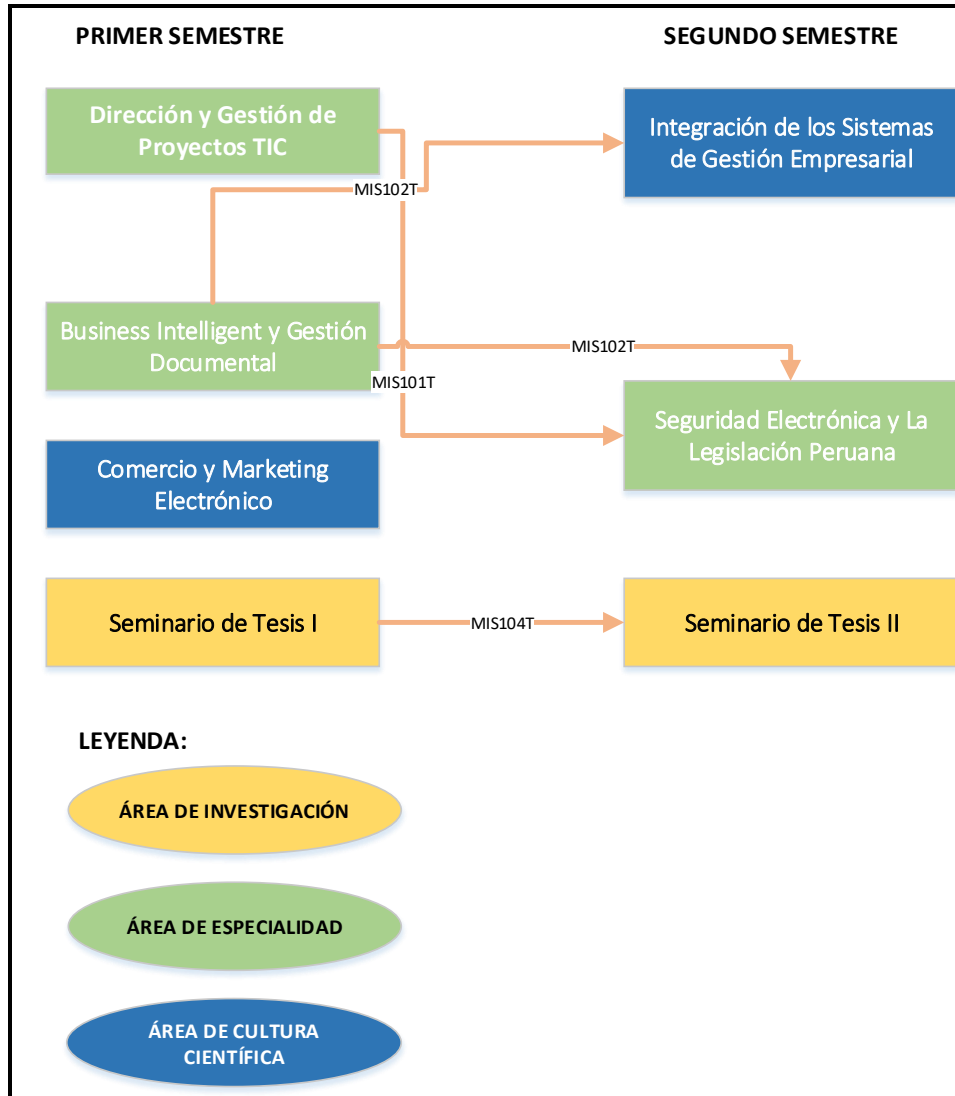 PRIMER SEMESTRE
SEGUNDO SEMESTRE
Dirección y Gestión de
Proyectos TIC
Integración de los Sistemas
de Gestión Empresarial
MIS102T
Business Intelligent y Gestión
Documental
MIS102T
MIS101T
Seguridad Electrónica y La
Legislación Peruana
Comercio y Marketing
Electrónico
Seminario de Tesis I
MIS104T
Seminario de Tesis II
LEYENDA:
ÁREA DE INVESTIGACIÓN
ÁREA DE ESPECIALIDAD
ÁREA DE CULTURA
CIENTÍFICA